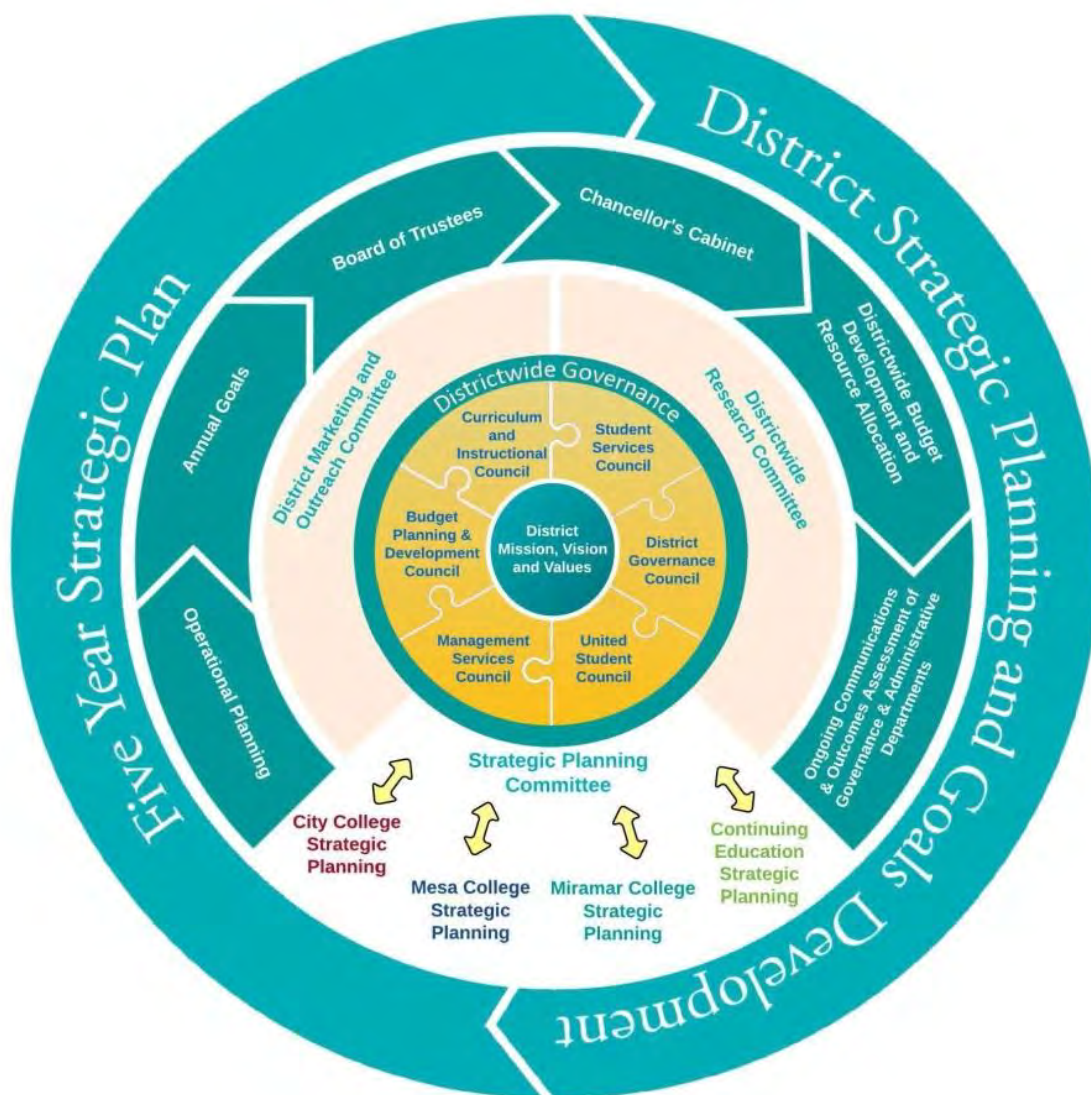 Five Year Strategic Plan
District Strategic Planning and Goals Development
Operational Planning
Annual Goals
Board of Trustees
Chancellor's Cabinet
Districtwide Budget
Development and
Resource Allocation
Ongoing Communications
& Outcomes Assessment of
Governance & Administrative
Departments
District Marketing and
Outreach Committee
Districtwide
Research Committee
Districtwide Governance
Curriculum
and
Instructional
Council
Student
Services
Council
Budget
Planning &
Development
Council
District
Mission, Vision
and Values
District
Governance
Council
Management
Services
Council
United
Student
Council
Strategic Planning
Committee
City College
Strategic
Planning
Mesa College
Strategic
Planning
Miramar College
Strategic
Planning
Continuing
Education
Strategic
Planning